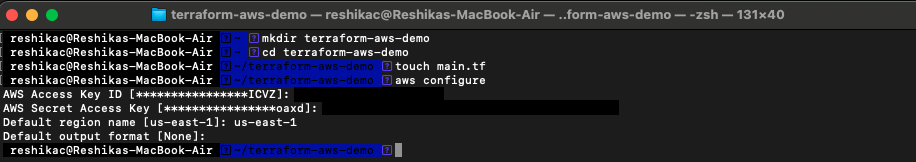 terraform-aws-demo — reshikac@Reshikas-MacBook-Air — ..form-aws-demo — -zsh — 131×40
[ reshikac@Reshikas-MacBook-Air ~ mkdir terraform-aws-demo
[ reshikac@Reshikas-MacBook-Air ~ cd terraform-aws-demo
[ reshikac@Reshikas-MacBook-Air ~/terraform-aws-demo touch main.tf
[ reshikac@Reshikas-MacBook-Air ~/terraform-aws-demo aws configure
AWS Access Key ID [****************ICVZ]:
AWS Secret Access Key [****************oaxd]:
Default region name [us-east-1]: us-east-1
Default output format [None]:
reshikac@Reshikas-MacBook-Air ~/terraform-aws-demo